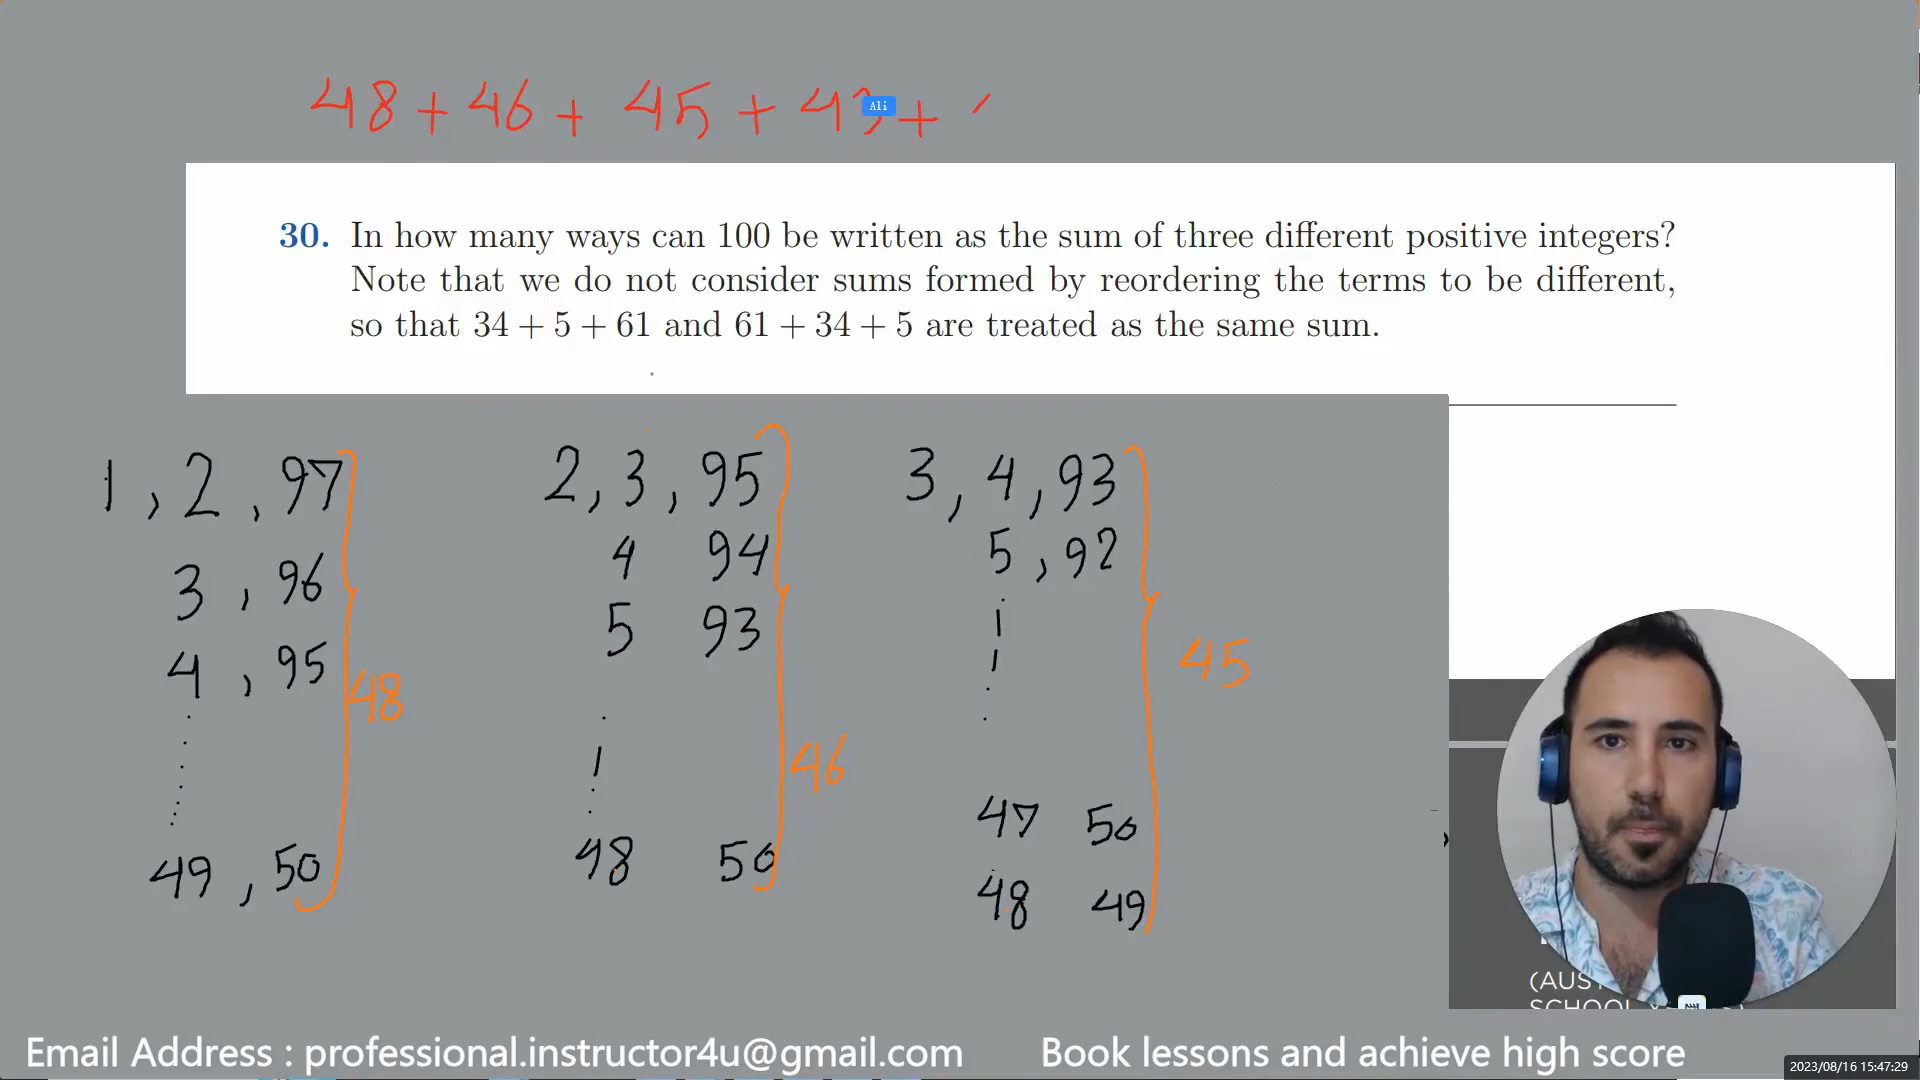 48 + 46 + 45 + 43 +
Ali
30. In how many ways can 100 be written as the sum of three different positive integers?
Note that we do not consider sums formed by reordering the terms to be different,
so that 34 + 5 + 61 and 61 + 34 + 5 are treated as the same sum.
1 , 2 , 97
3 , 96
4 , 95
49 , 50
48
2 , 3 , 95
4 94
5 93
48 50
46
3 , 4 , 93
5 , 92
47 50
48 49
45
(AUST
SCHOOL
Email Address : professional.instructor4u@gmail.com
Book lessons and achieve high score
2023/08/16 15:47:29